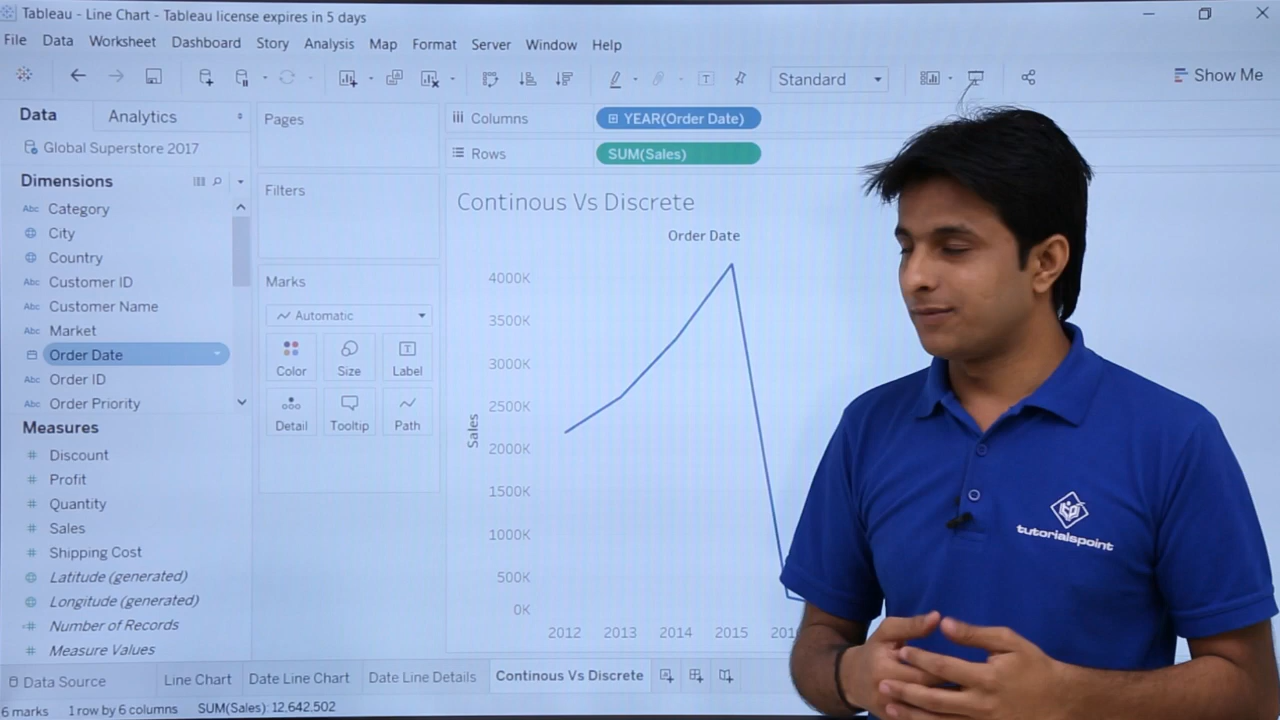 Tableau - Line Chart - Tableau license expires in 5 days
File Data Worksheet Dashboard Story Analysis Map Format Server Window Help
Standard
Show Me
Data Analytics
Global Superstore 2017
Dimensions
Abc Category
City
Country
Abc Customer ID
Abc Customer Name
Abc Market
Order Date
Abc Order ID
Abc Order Priority
Measures
# Discount
# Profit
# Quantity
# Sales
# Shipping Cost
Latitude (generated)
Longitude (generated)
# Number of Records
# Measure Values
Pages
Filters
Marks
Automatic
Color Size Label
Detail Tooltip Path
Columns YEAR(Order Date)
Rows SUM(Sales)
Continous Vs Discrete
Order Date
4000K
3500K
3000K
2500K
2000K
1500K
1000K
500K
0K
Sales
2012 2013 2014 2015
tutorialspoint
Data Source Line Chart Date Line Chart Date Line Details Continous Vs Discrete
6 marks 1 row by 6 columns SUM(Sales): 12,642,502